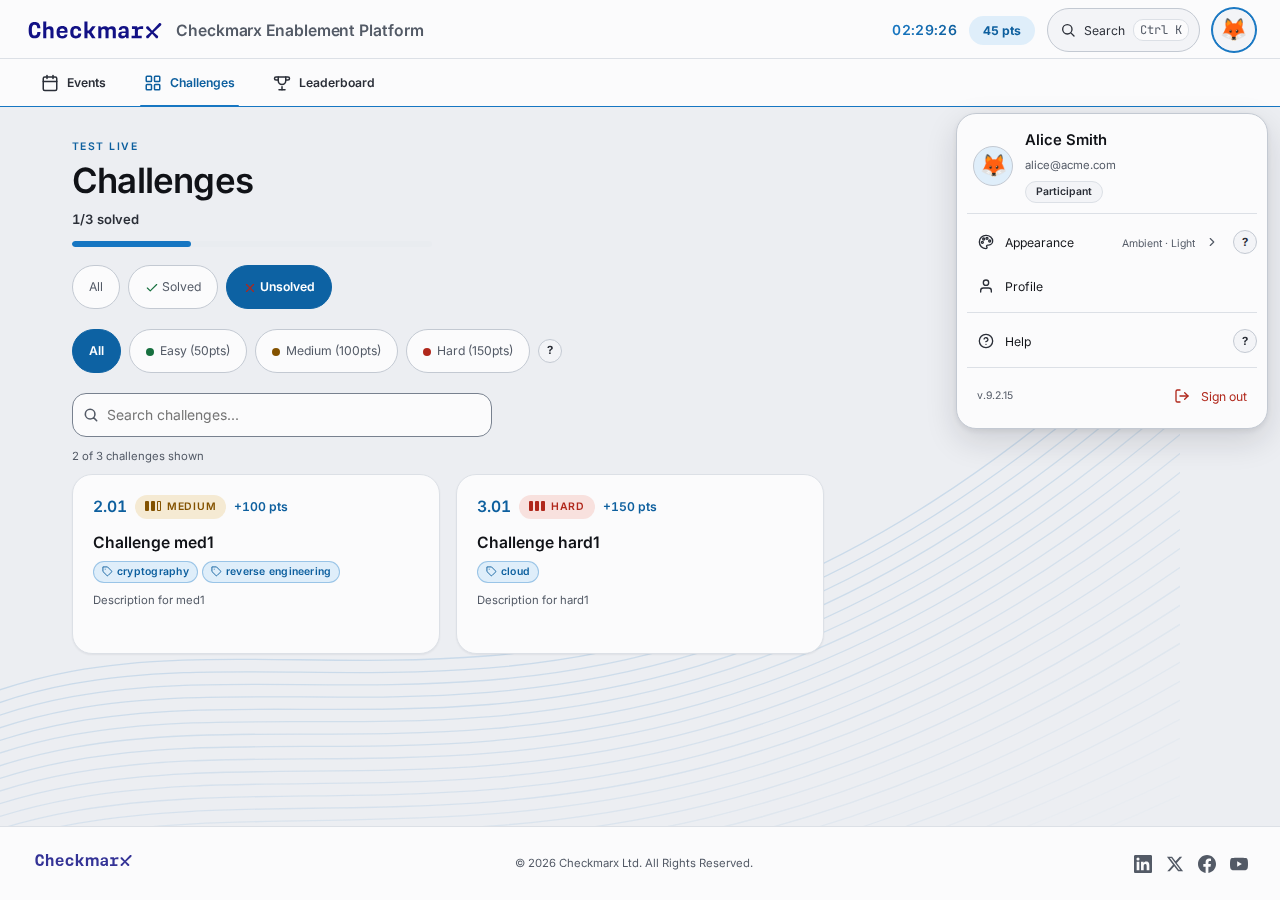 Checkmarx Checkmarx Enablement Platform 02:29:26 45 pts Search Ctrl K
Events Challenges Leaderboard
TEST LIVE
Challenges
1/3 solved
All Solved Unsolved
All Easy (50pts) Medium (100pts) Hard (150pts) ?
Search challenges...
2 of 3 challenges shown
2.01 MEDIUM +100 pts
Challenge med1
cryptography reverse engineering
Description for med1
3.01 HARD +150 pts
Challenge hard1
cloud
Description for hard1
Alice Smith
alice@acme.com
Participant
Appearance Ambient · Light ?
Profile
Help ?
v.9.2.15 Sign out
Checkmarx © 2026 Checkmarx Ltd. All Rights Reserved.